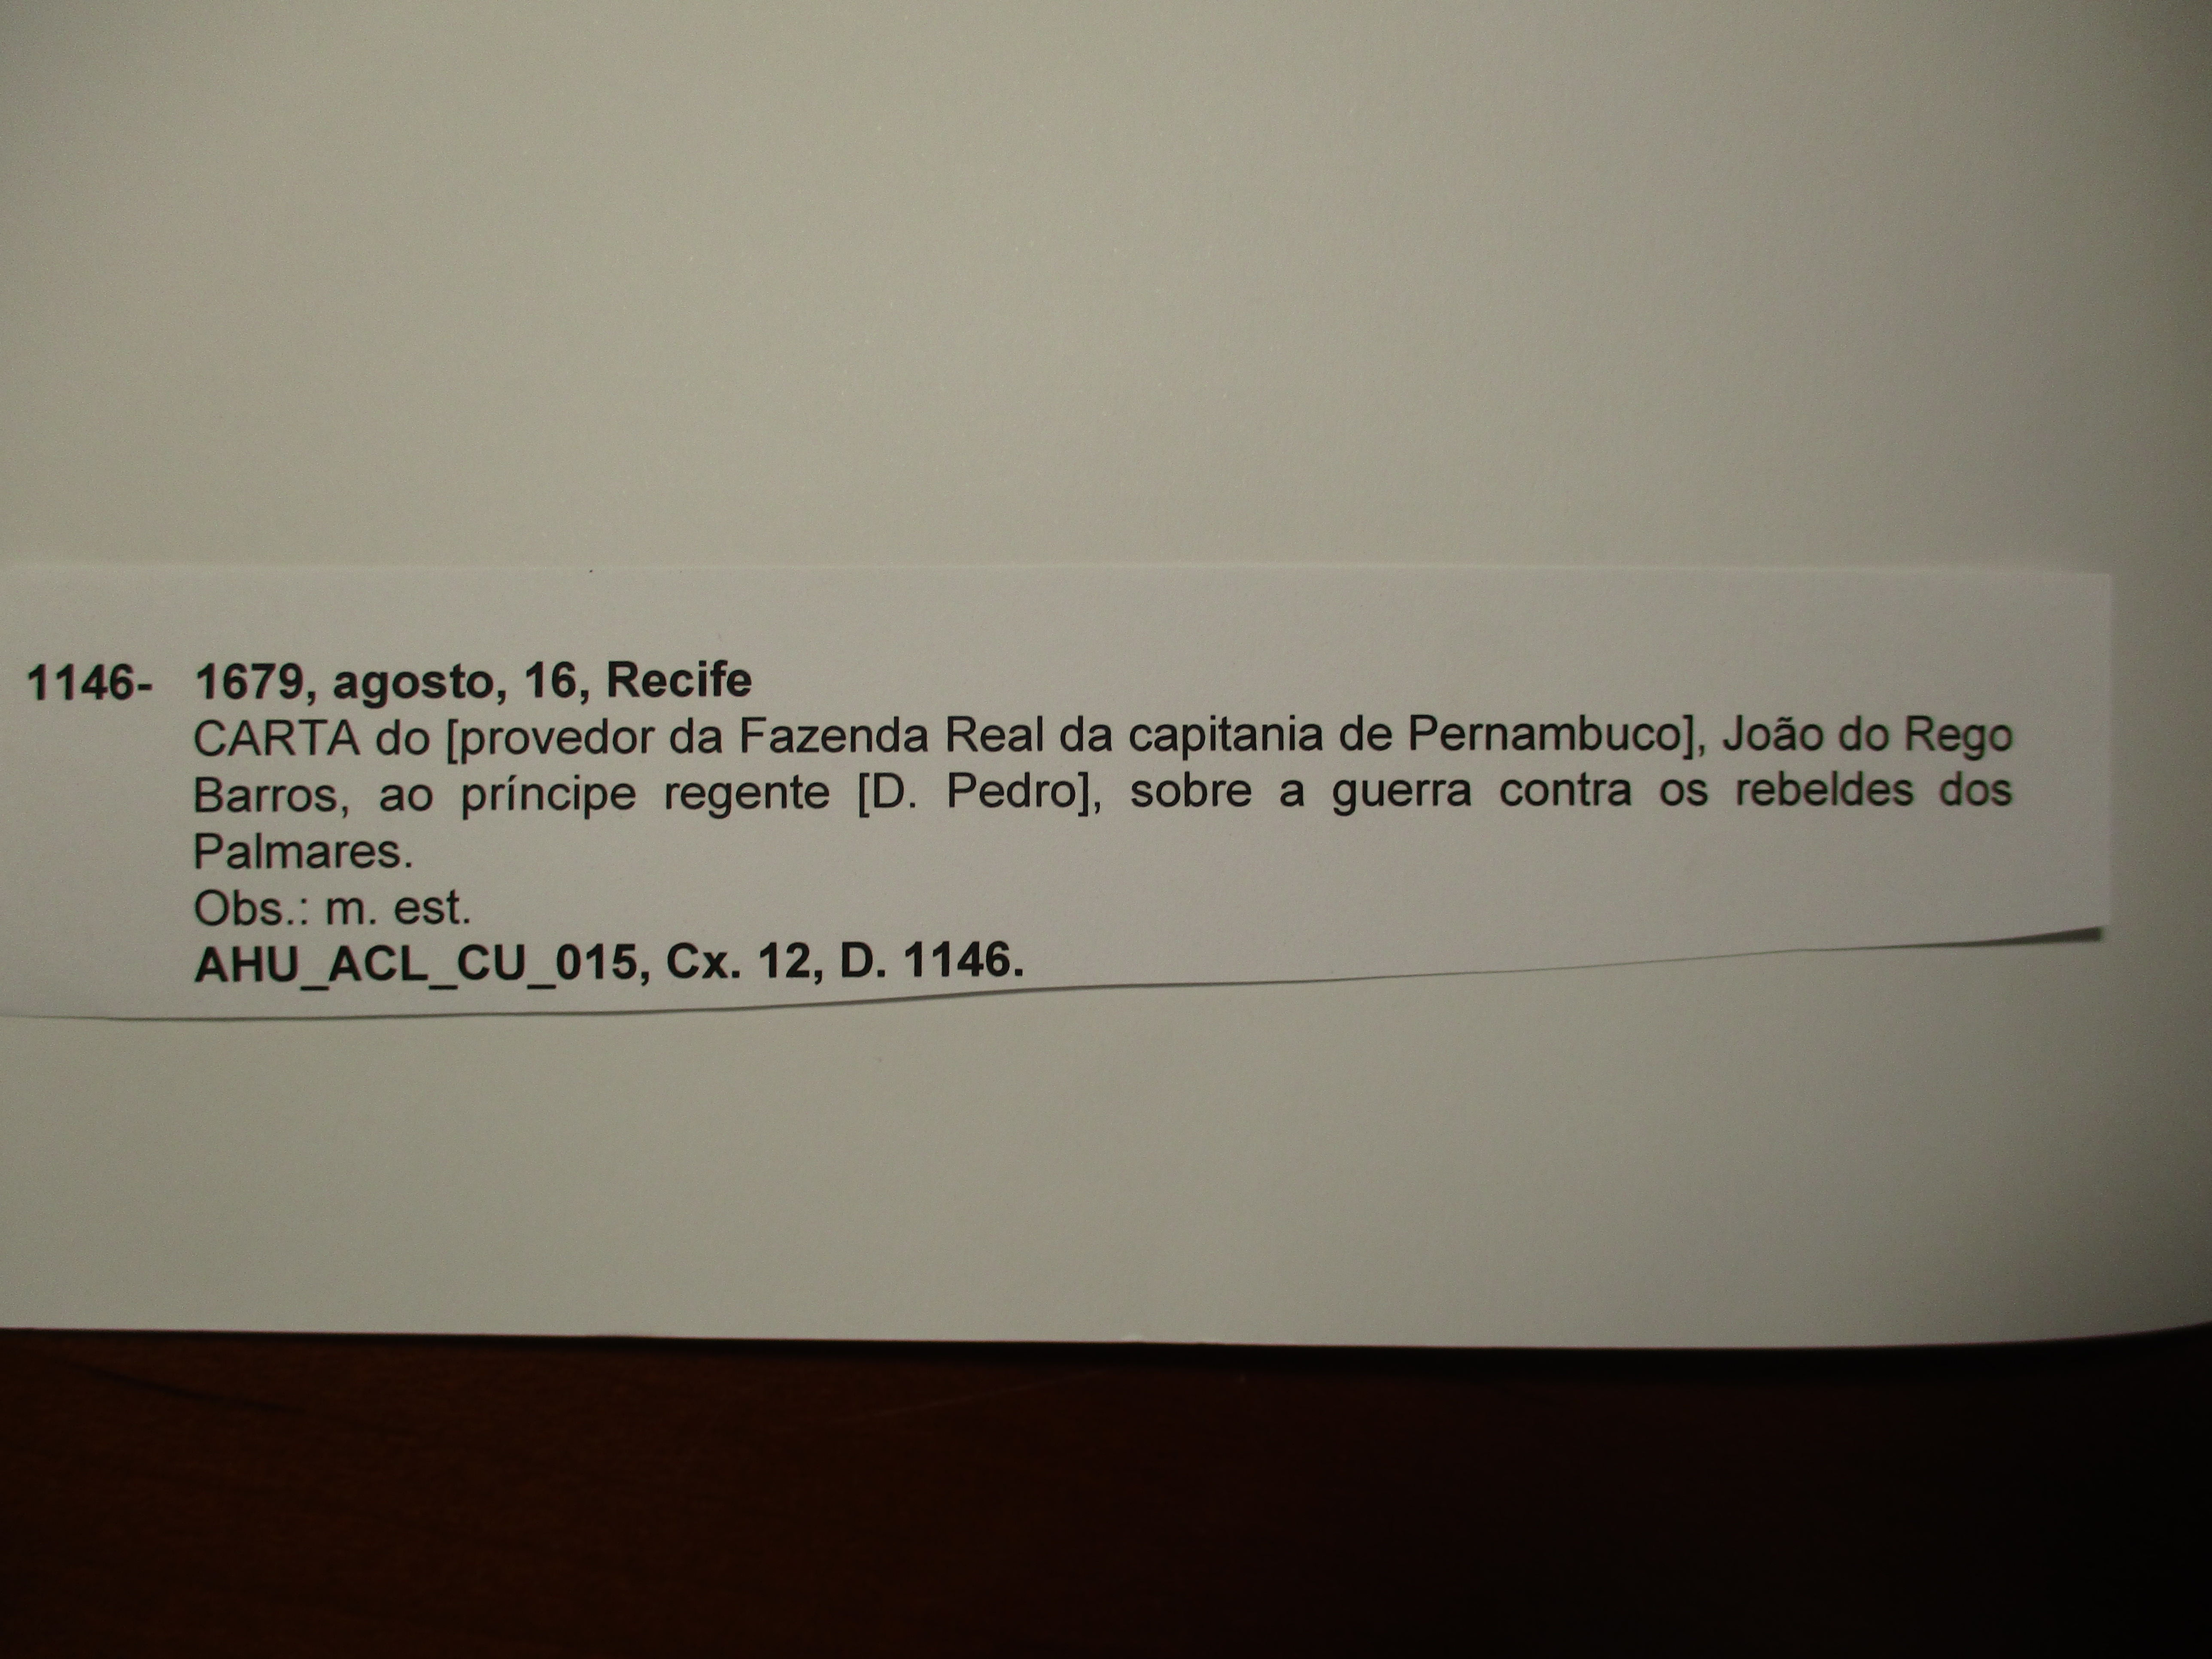 1146- 1679, agosto, 16, Recife
CARTA do [provedor da Fazenda Real da capitania de Pernambuco], João do Rego
Barros, ao príncipe regente [D. Pedro], sobre a guerra contra os rebeldes dos
Palmares.
Obs.: m. est.
AHU_ACL_CU_015, Cx. 12, D. 1146.